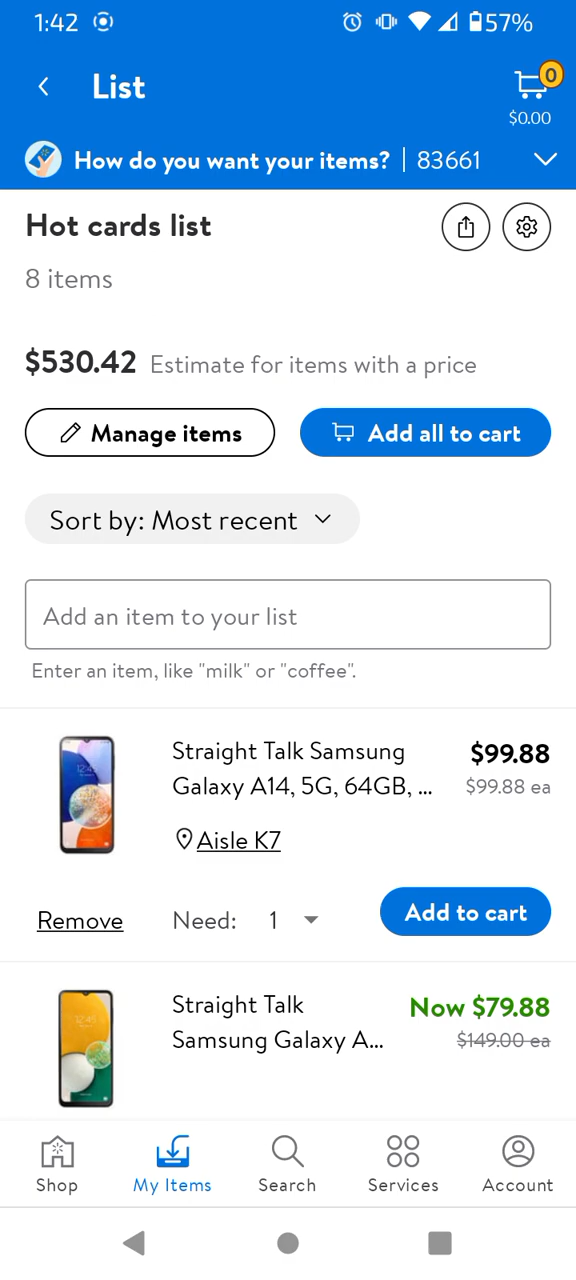 1:42
57%
List
0
$0.00
How do you want your items? | 83661
Hot cards list
8 items
$530.42 Estimate for items with a price
Manage items
Add all to cart
Sort by: Most recent
Add an item to your list
Enter an item, like "milk" or "coffee".
Straight Talk Samsung
Galaxy A14, 5G, 64GB, ...
$99.88
$99.88 ea
Aisle K7
Remove
Need: 1
Add to cart
Straight Talk
Samsung Galaxy A...
Now $79.88
$149.00 ea
Shop
My Items
Search
Services
Account